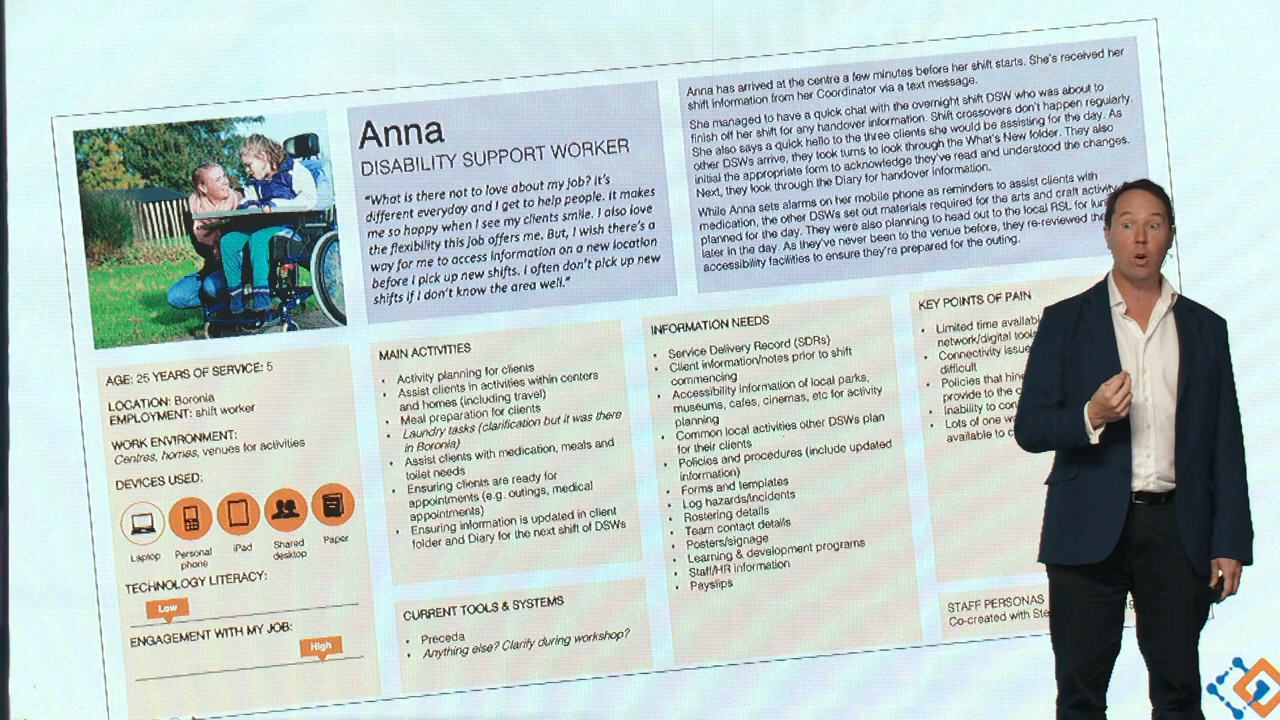 Anna
DISABILITY SUPPORT WORKER
"What is there not to love about my job? It's
different everyday and I get to help people. It makes
me so happy when I see my clients smile. I also love
the flexibility this job offers me. But, I wish there's a
way for me to access information on a new location
before I pick up new shifts. I often don't pick up new
shifts if I don't know the area well."
Anna has arrived at the centre a few minutes before her shift starts. She's received her
shift information from her Coordinator via a text message.
She managed to have a quick chat with the overnight shift DSW who was about to
finish off her shift for any handover information. Shift crossovers don't happen regularly.
She also says a quick hello to the three clients she would be assisting for the day. As
other DSWs arrive, they look turns to look through the What's New folder. They also
initial the appropriate form to acknowledge they've read and understood the changes.
Next, they look through the Diary for handover information.
While Anna sets alarms on her mobile phone as reminders to assist clients with
medication, the other DSWs set out materials required for the arts and craft
planned for the day. They were also planning to head out to the local RSL for
later in the day. As they've never been to the venue before, they re-reviewed the
accessibility facilities to ensure they're prepared for the outing.
AGE: 25 YEARS OF SERVICE: 5
LOCATION: Boronia
EMPLOYMENT: shift worker
WORK ENVIRONMENT:
Centres, homes, venues for activities
DEVICES USED:
Laptop
Personal phone
iPad
Shared desktop
Paper
TECHNOLOGY LITERACY:
Low
ENGAGEMENT WITH MY JOB:
High
MAIN ACTIVITIES
• Activity planning for clients
• Assist clients in activities within centers
and homes (including travel)
• Meal preparation for clients
• Laundry tasks (clarification but it was there
in Boronia)
• Assist clients with medication, meals and
toilet needs
• Ensuring clients are ready for
appointments (e.g. outings, medical
appointments)
• Ensuring information is updated in client
folder and Diary for the next shift of DSWs
CURRENT TOOLS & SYSTEMS
• Preceda
• Anything else? Clarify during workshop?
INFORMATION NEEDS
• Service Delivery Record (SDRs)
• Client information/notes prior to shift
commencing
• Accessibility information of local parks,
museums, cafes, cinemas, etc for activity
planning
• Common local activities other DSWs plan
for their clients
• Policies and procedures (include updated
information)
• Forms and templates
• Log hazards/incidents
• Rostering details
• Team contact details
• Posters/signage
• Learning & development programs
• Staff/HR information
• Payslips
KEY POINTS OF PAIN
• Limited time
network/digital
• Connectivity
difficult
• Policies that
provide to the
• Inability to
• Lots of one
available to
STAFF PERSONAS
Co-created with